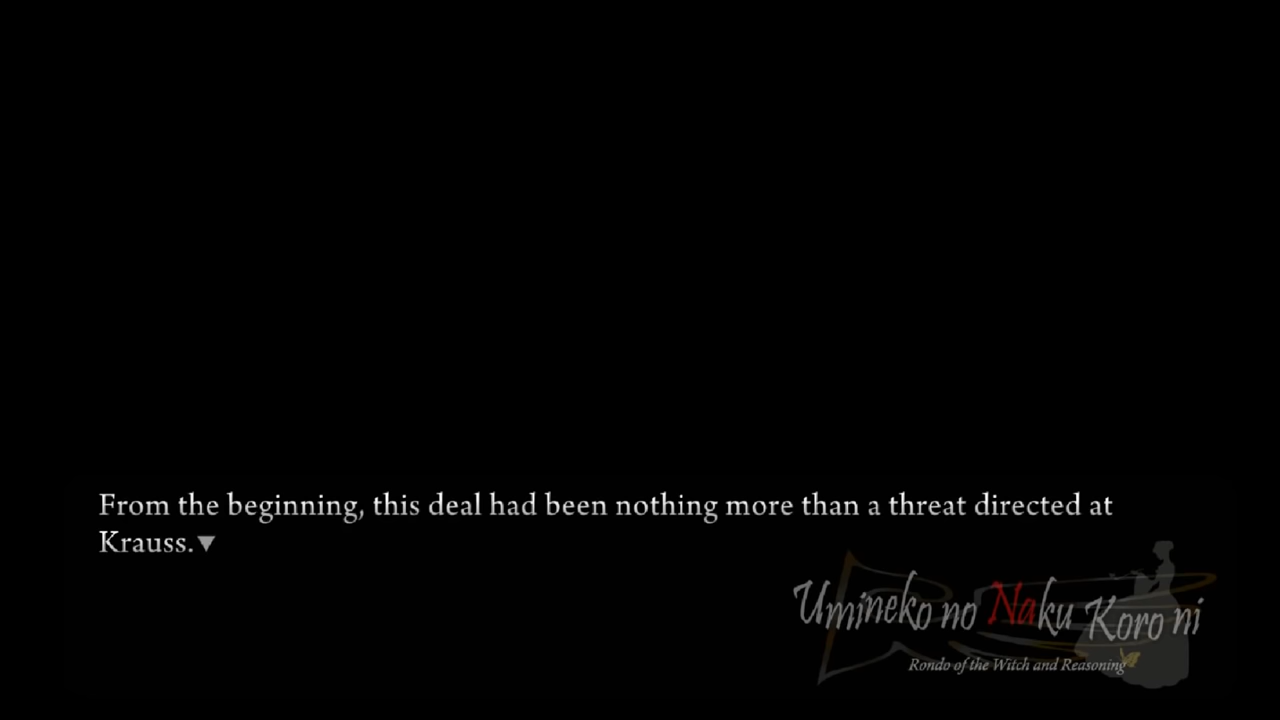 From the beginning, this deal had been nothing more than a threat directed at
Krauss.
Umineko no Naku Koro ni
Rondo of the Witch and Reasoning